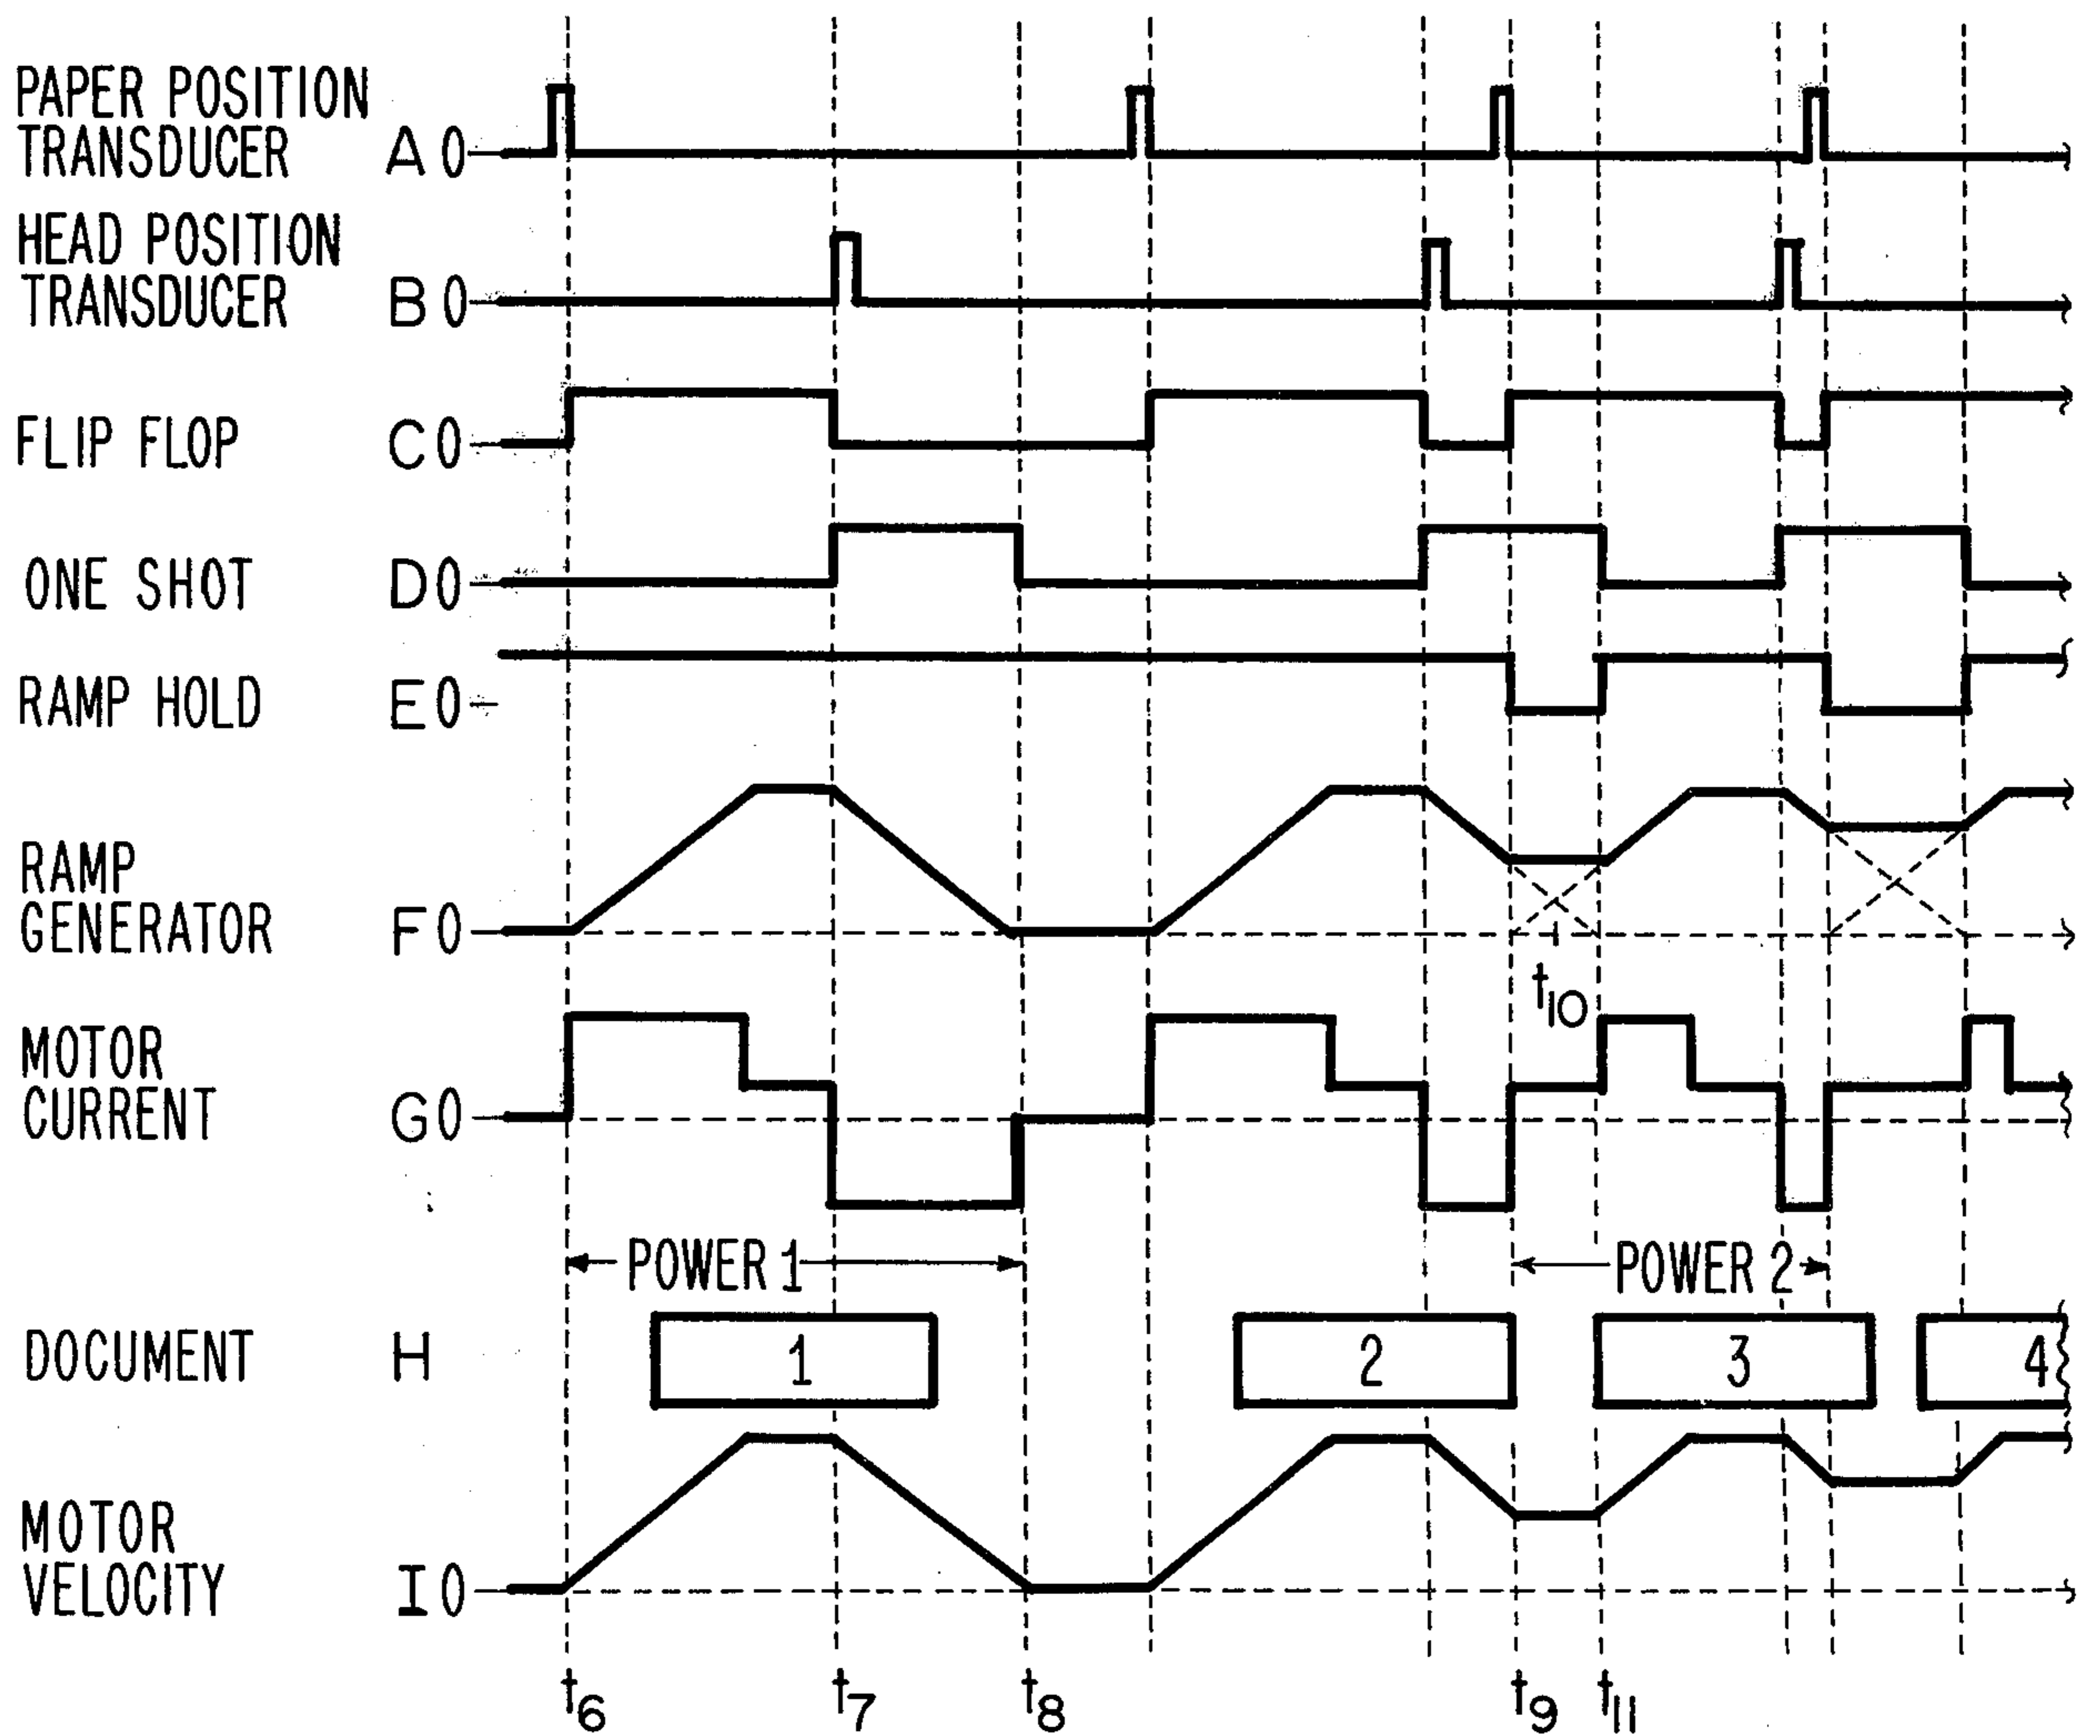 PAPER POSITION
TRANSDUCER A 0
HEAD POSITION
TRANSDUCER B 0
FLIP FLOP C 0
ONE SHOT D 0
RAMP HOLD E 0
RAMP
GENERATOR F 0
t10
MOTOR
CURRENT G 0
POWER 1 POWER 2
DOCUMENT H 1 2 3 4
MOTOR
VELOCITY I 0
t6 t7 t8 t9 t11